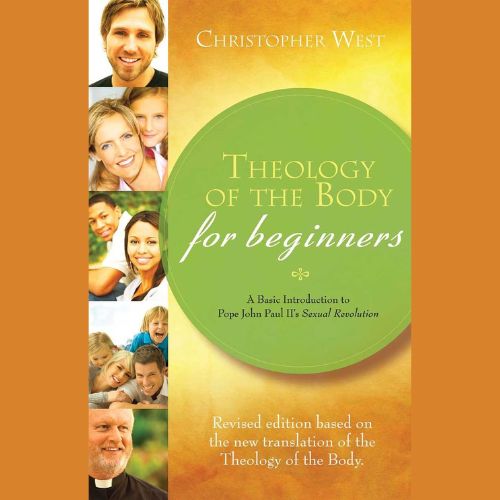 CHRISTOPHER WEST
THEOLOGY
OF THE BODY
for beginners
A Basic Introduction to
Pope John Paul II's Sexual Revolution
Revised edition based on
the new translation of the
Theology of the Body.